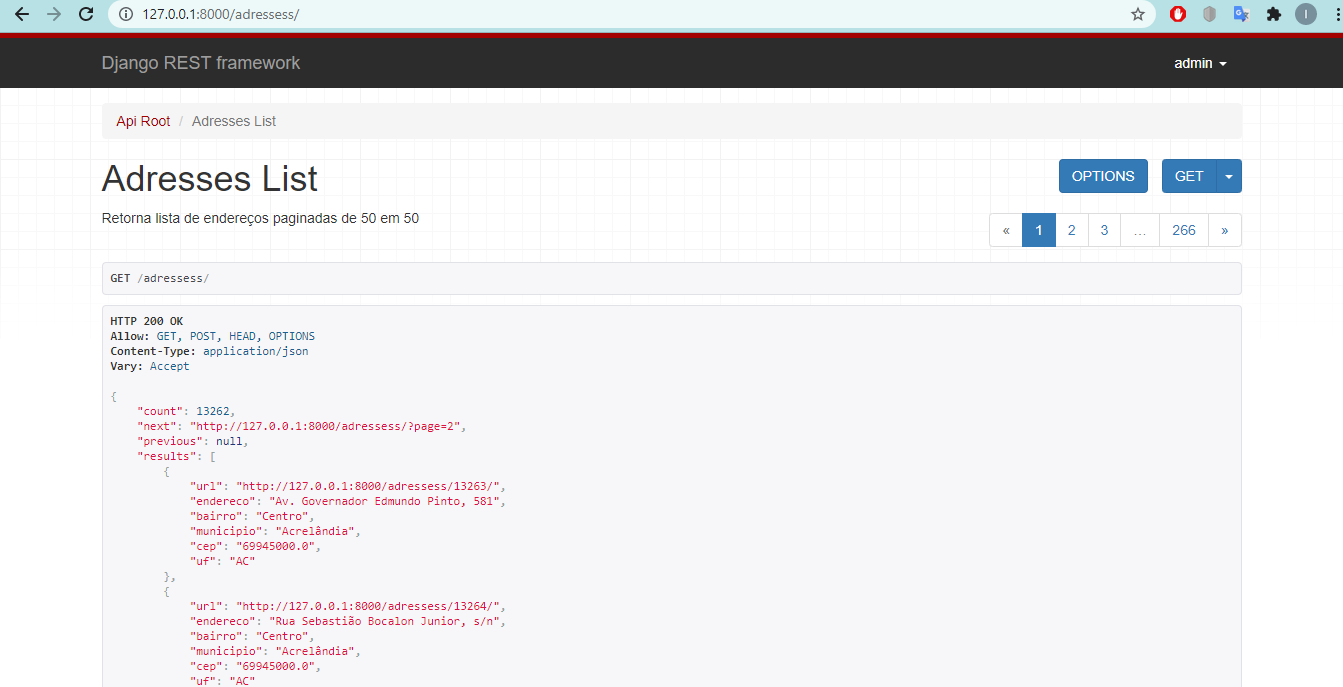 127.0.0.1:8000/adressess/
I
Django REST framework
admin
Api Root / Adresses List
Adresses List
OPTIONS
GET
Retorna lista de endereços paginadas de 50 em 50
« 1 2 3 … 266 »
GET /adressess/
HTTP 200 OK
Allow: GET, POST, HEAD, OPTIONS
Content-Type: application/json
Vary: Accept
{
"count": 13262,
"next": "http://127.0.0.1:8000/adressess/?page=2",
"previous": null,
"results": [
{
"url": "http://127.0.0.1:8000/adressess/13263/",
"endereco": "Av. Governador Edmundo Pinto, 581",
"bairro": "Centro",
"municipio": "Acrelândia",
"cep": "69945000.0",
"uf": "AC"
},
{
"url": "http://127.0.0.1:8000/adressess/13264/",
"endereco": "Rua Sebastião Bocalon Junior, s/n",
"bairro": "Centro",
"municipio": "Acrelândia",
"cep": "69945000.0",
"uf": "AC"